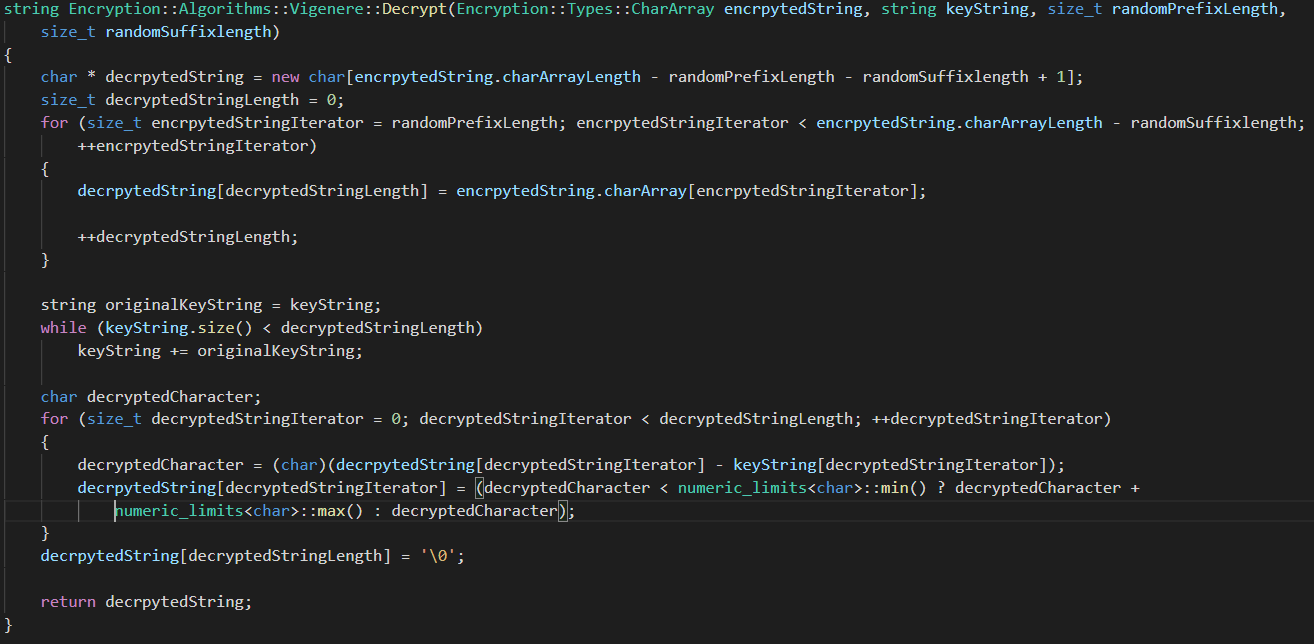 string Encryption::Algorithms::Vigenere::Decrypt(Encryption::Types::CharArray encrpytedString, string keyString, size_t randomPrefixLength,
size_t randomSuffixlength)
{
char * decrpytedString = new char[encrpytedString.charArrayLength - randomPrefixLength - randomSuffixlength + 1];
size_t decryptedStringLength = 0;
for (size_t encrpytedStringIterator = randomPrefixLength; encrpytedStringIterator < encrpytedString.charArrayLength - randomSuffixlength;
++encrpytedStringIterator)
{
decrpytedString[decryptedStringLength] = encrpytedString.charArray[encrpytedStringIterator];
++decryptedStringLength;
}
string originalKeyString = keyString;
while (keyString.size() < decryptedStringLength)
keyString += originalKeyString;
char decryptedCharacter;
for (size_t decryptedStringIterator = 0; decryptedStringIterator < decryptedStringLength; ++decryptedStringIterator)
{
decryptedCharacter = (char)(decrpytedString[decryptedStringIterator] - keyString[decryptedStringIterator]);
decrpytedString[decryptedStringIterator] = (decryptedCharacter < numeric_limits<char>::min() ? decryptedCharacter +
numeric_limits<char>::max() : decryptedCharacter);
}
decrpytedString[decryptedStringLength] = '\0';
return decrpytedString;
}